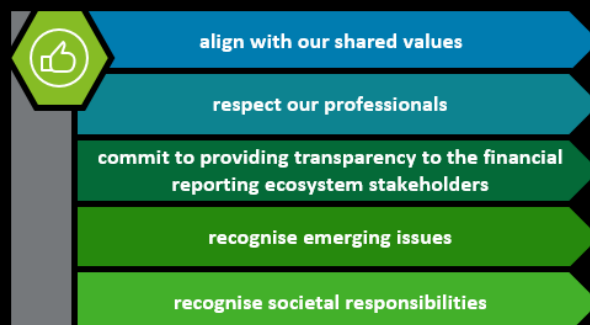 align with our shared values
respect our professionals
commit to providing transparency to the financial
reporting ecosystem stakeholders
recognise emerging issues
recognise societal responsibilities